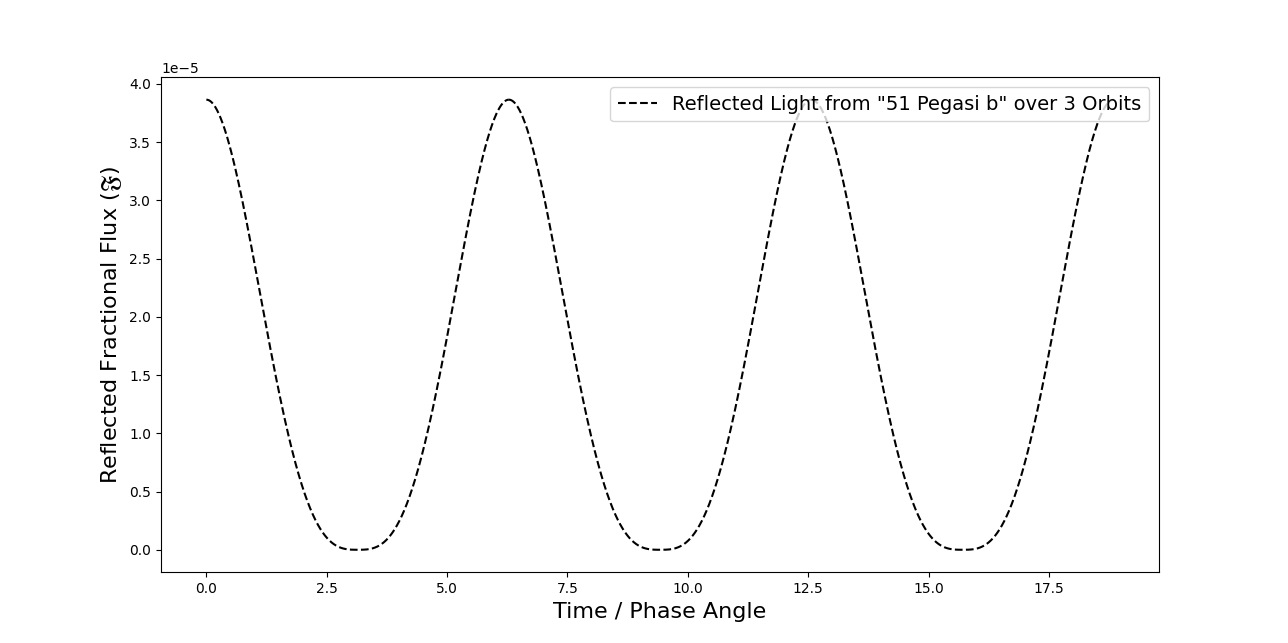 1e−5
Reflected Light from "51 Pegasi b" over 3 Orbits
4.0
3.5
3.0
2.5
2.0
1.5
1.0
0.5
0.0
Reflected Fractional Flux (𝔉)
0.0 2.5 5.0 7.5 10.0 12.5 15.0 17.5
Time / Phase Angle